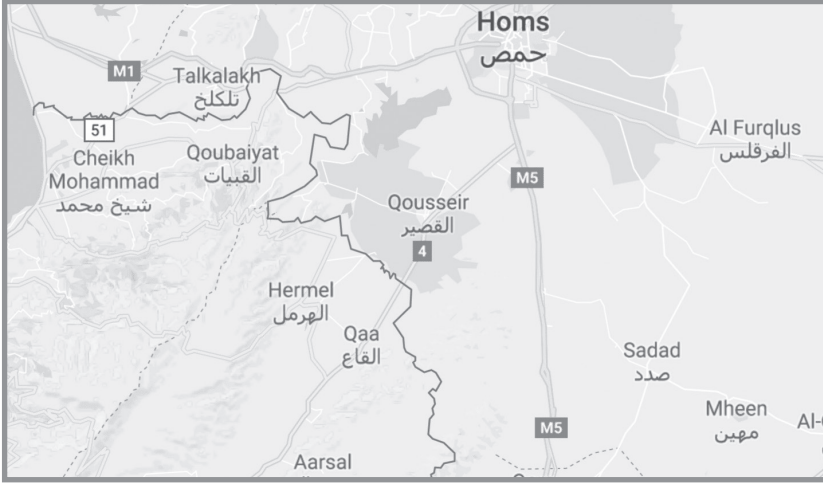 Homs
حمص
M1
Talkalakh
تلكلخ
51
Cheikh
Mohammad
شيخ محمد
Qoubaiyat
القبيات
Al Furqlus
الفرقلس
M5
Qousseir
القصير
4
Hermel
الهرمل
Qaa
القاع
Sadad
صدد
Mheen
مهين
Al-
M5
Aarsal